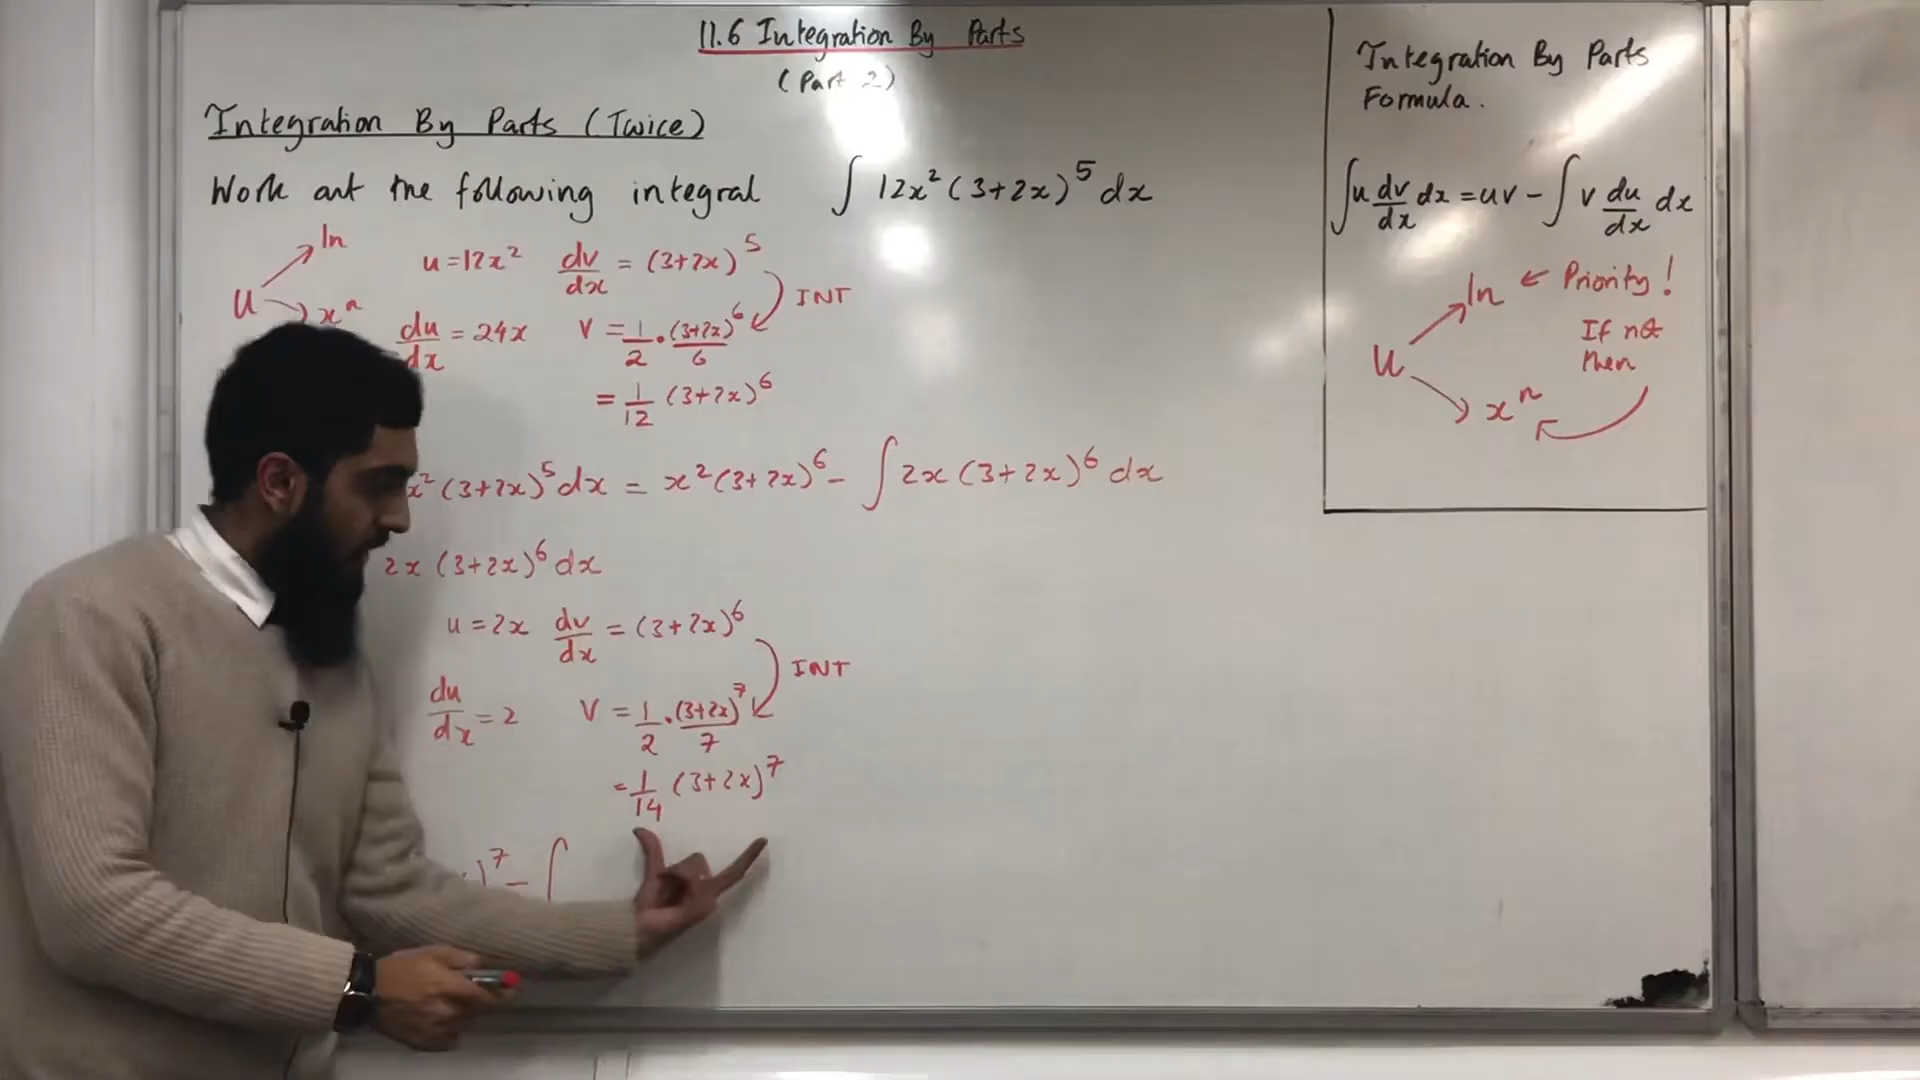 11.6 Integration By Parts
(Part 2)
Integration By Parts (Twice)
Work out the following integral ∫ 12x² (3+2x)⁵ dx
u → ln
→ xⁿ
u = 12x² dv/dx = (3+2x)⁵
INT
du/dx = 24x v = 1/2 · (3+2x)⁶/6
= 1/12 (3+2x)⁶
x² (3+2x)⁵ dx = x² (3+2x)⁶ - ∫ 2x (3+2x)⁶ dx
2x (3+2x)⁶ dx
u = 2x dv/dx = (3+2x)⁶
INT
du/dx = 2 v = 1/2 · (3+2x)⁷/7
= 1/14 (3+2x)⁷
)⁷ - ∫
Integration By Parts
Formula.
∫ u dv/dx dx = uv - ∫ v du/dx dx
u → ln ← Priority!
If not
then
→ xⁿ